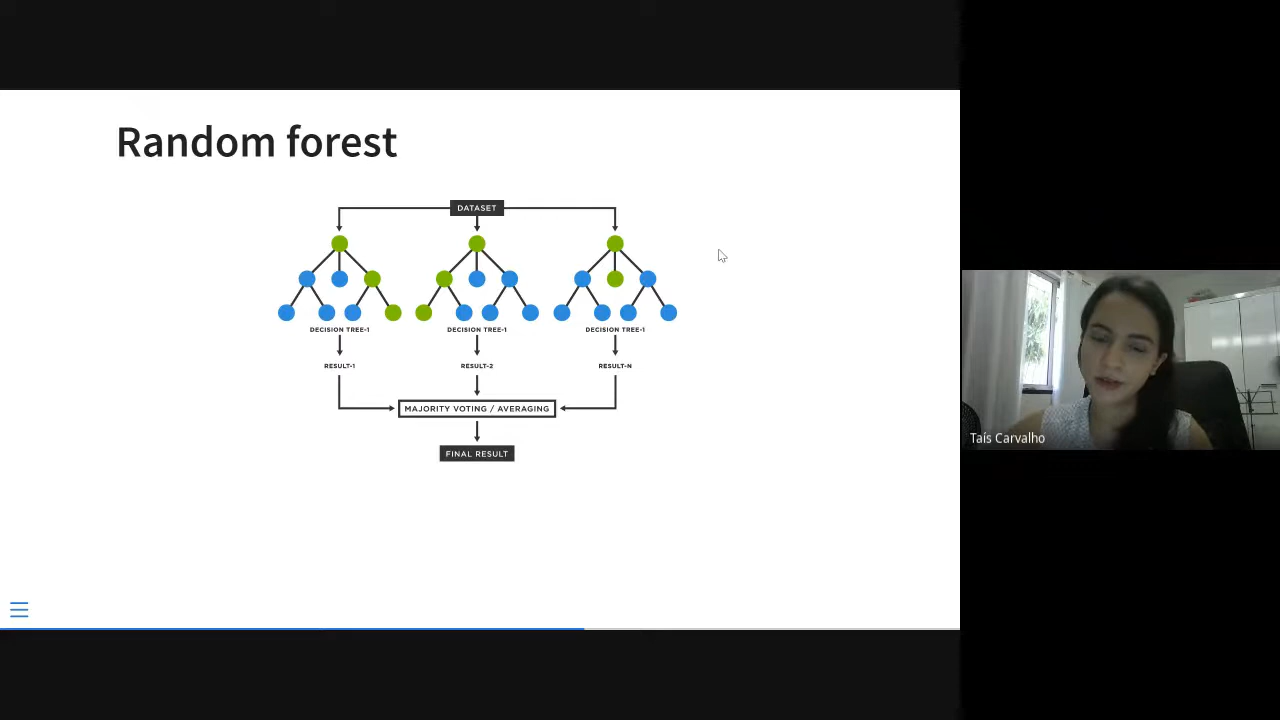 Random forest
DATASET
DECISION TREE-1 DECISION TREE-1 DECISION TREE-1
RESULT-1 RESULT-2 RESULT-N
MAJORITY VOTING / AVERAGING
FINAL RESULT
Taís Carvalho